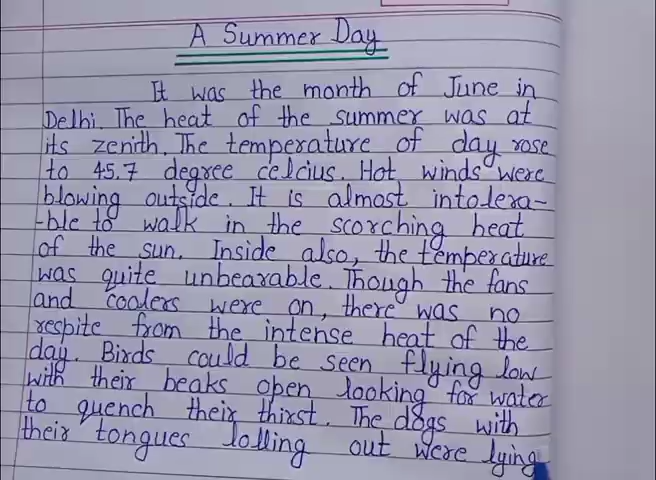 A Summer Day
It was the month of June in
Delhi. The heat of the summer was at
its zenith. The temperature of day rose
to 45.7 degree celcius. Hot winds were
blowing outside. It is almost intolera-
-ble to walk in the scorching heat
of the sun. Inside also, the temperature
was quite unbearable. Though the fans
and coolers were on, there was no
respite from the intense heat of the
day. Birds could be seen flying low
with their beaks open looking for water
to quench their thirst. The dogs with
their tongues lolling out were lying